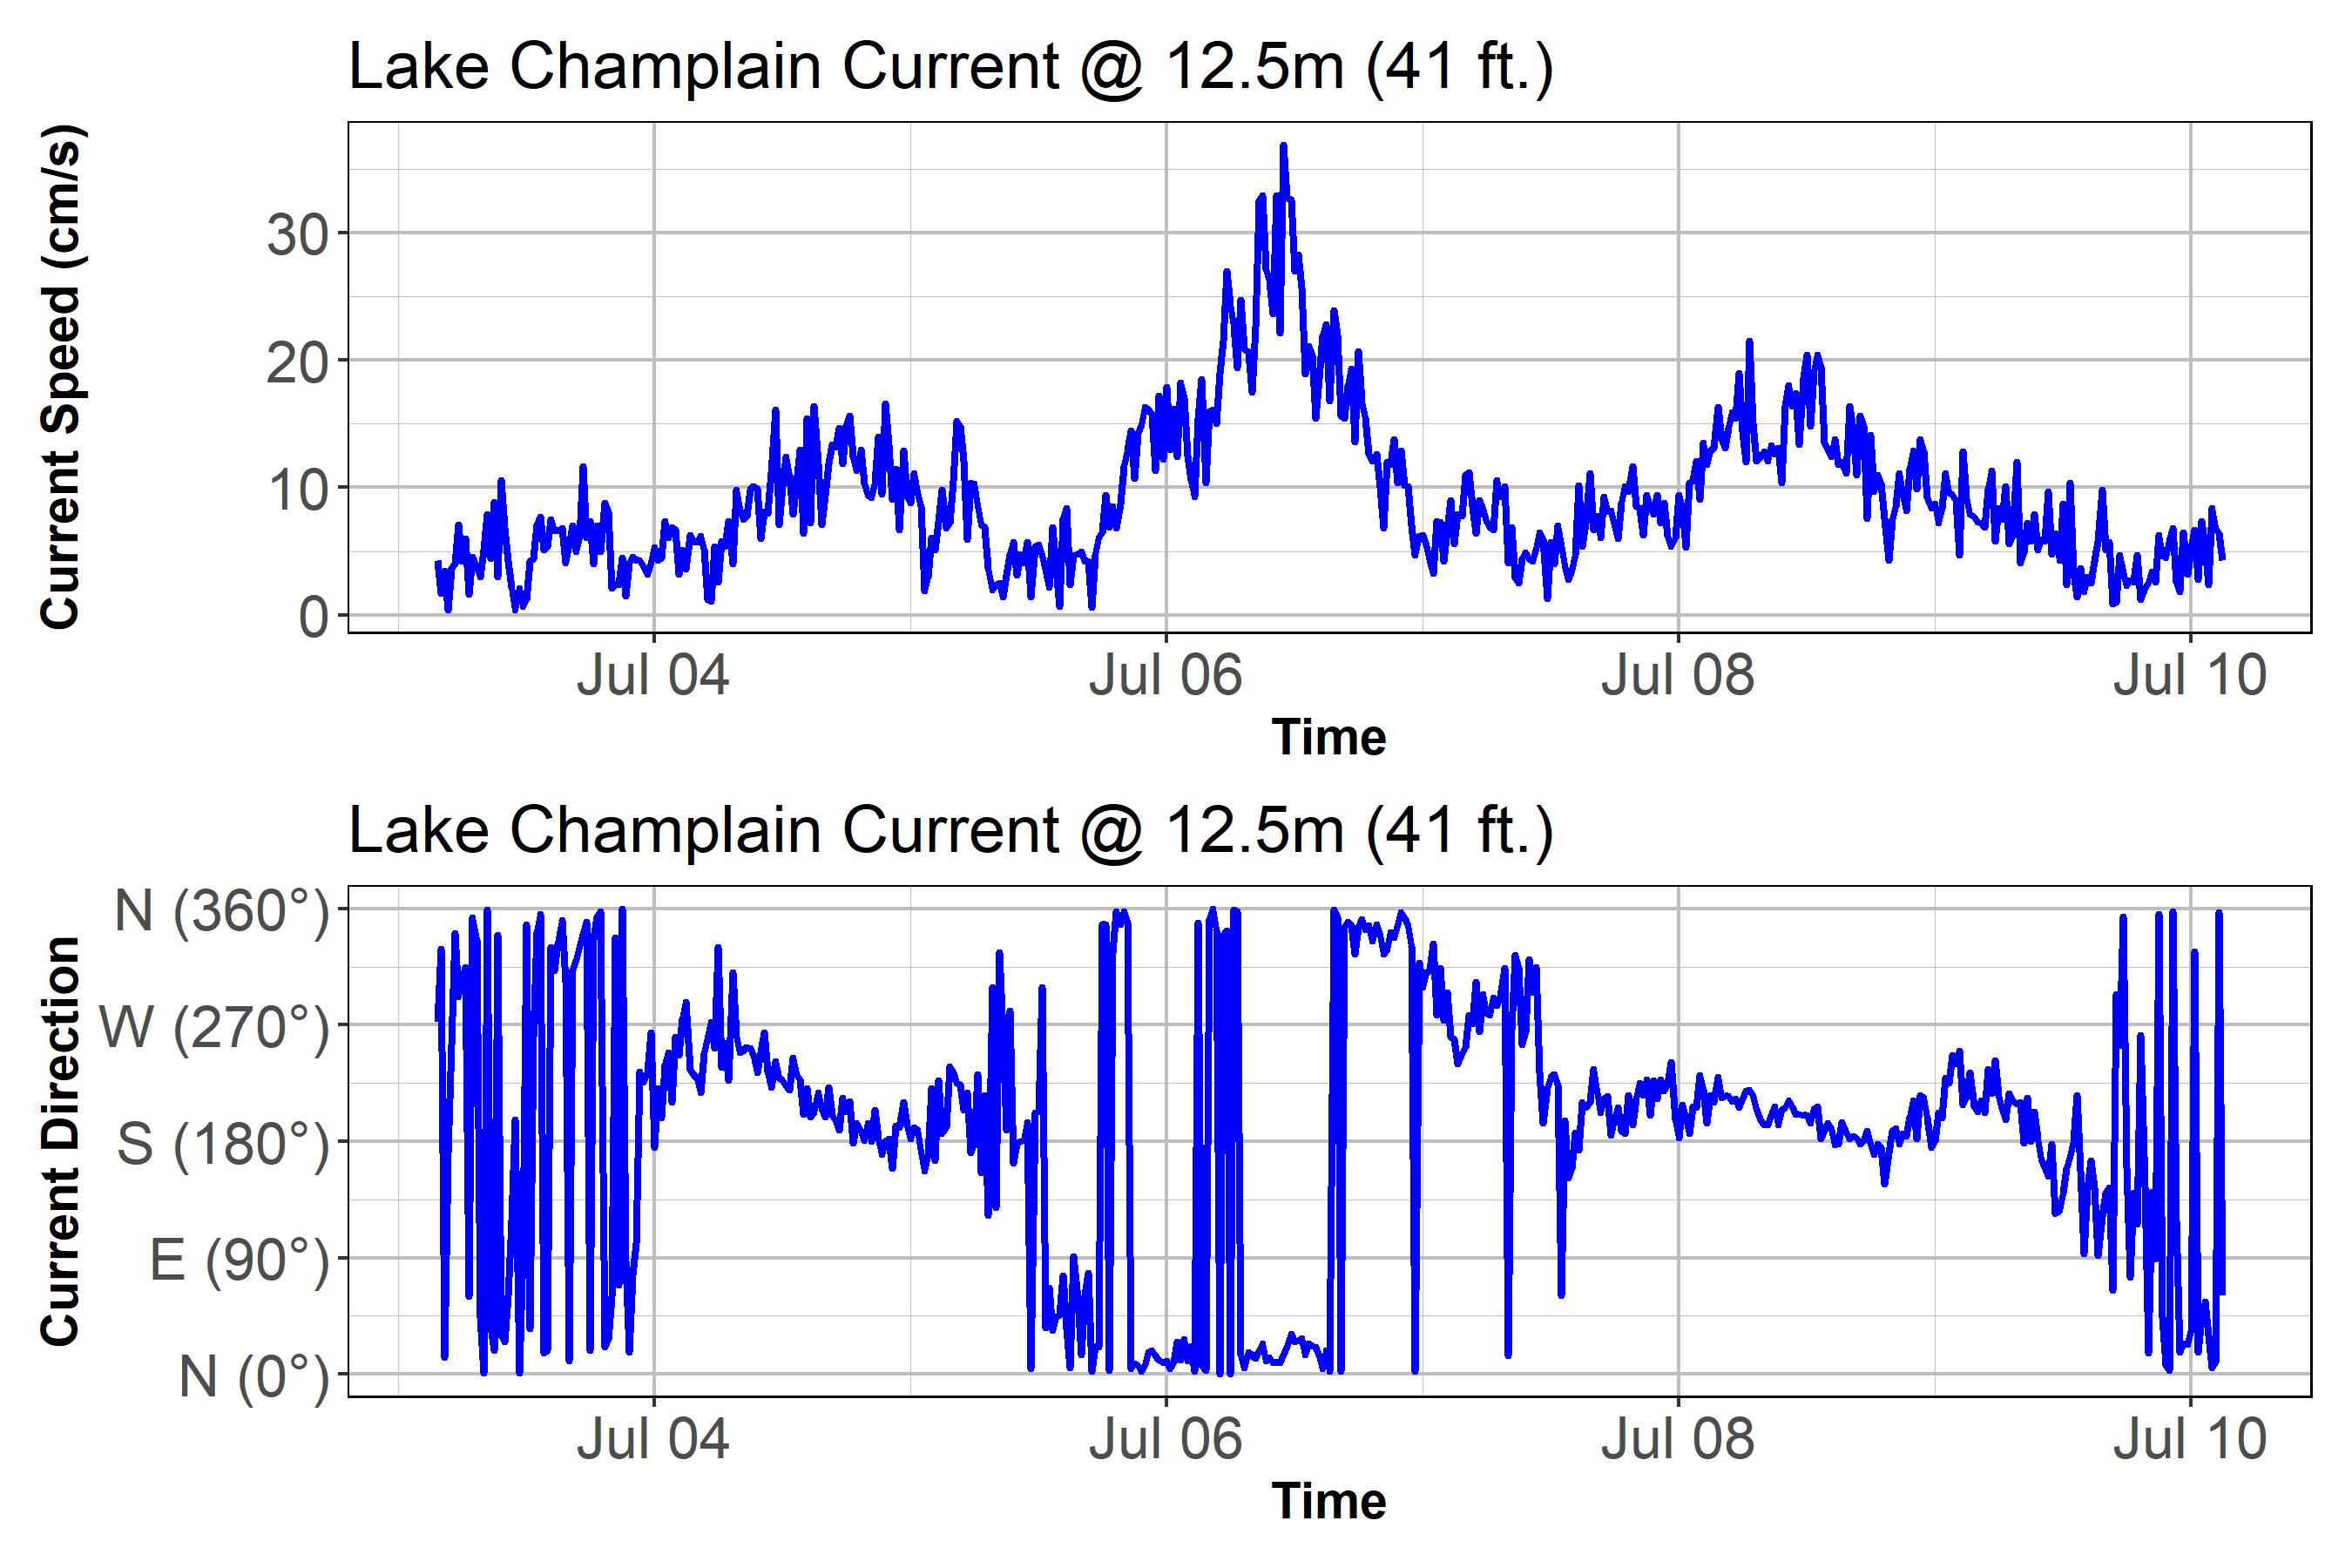 Lake Champlain Current @ 12.5m (41 ft.)
Current Speed (cm/s)
30
20
10
0
Jul 04 Jul 06 Jul 08 Jul 10
Time
Lake Champlain Current @ 12.5m (41 ft.)
Current Direction
N (360°)
W (270°)
S (180°)
E (90°)
N (0°)
Jul 04 Jul 06 Jul 08 Jul 10
Time